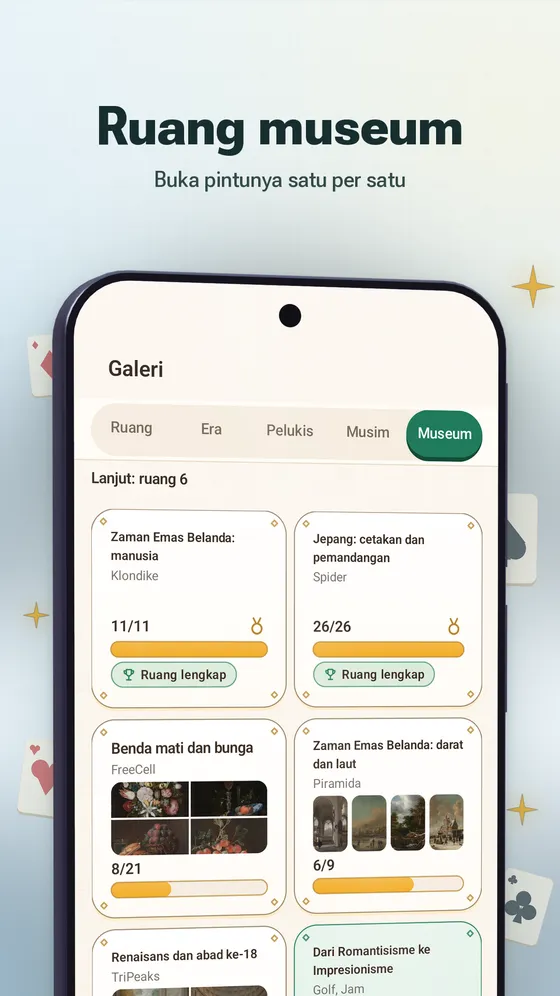 Ruang museum
Buka pintunya satu per satu
Galeri
Ruang
Era
Pelukis
Musim
Museum
Lanjut: ruang 6
Zaman Emas Belanda:
manusia
Klondike
11/11
Ruang lengkap
Jepang: cetakan dan
pemandangan
Spider
26/26
Ruang lengkap
Benda mati dan bunga
FreeCell
8/21
Zaman Emas Belanda: darat
dan laut
Piramida
6/9
Renaisans dan abad ke-18
TriPeaks
Dari Romantisisme ke
Impresionisme
Golf, Jam